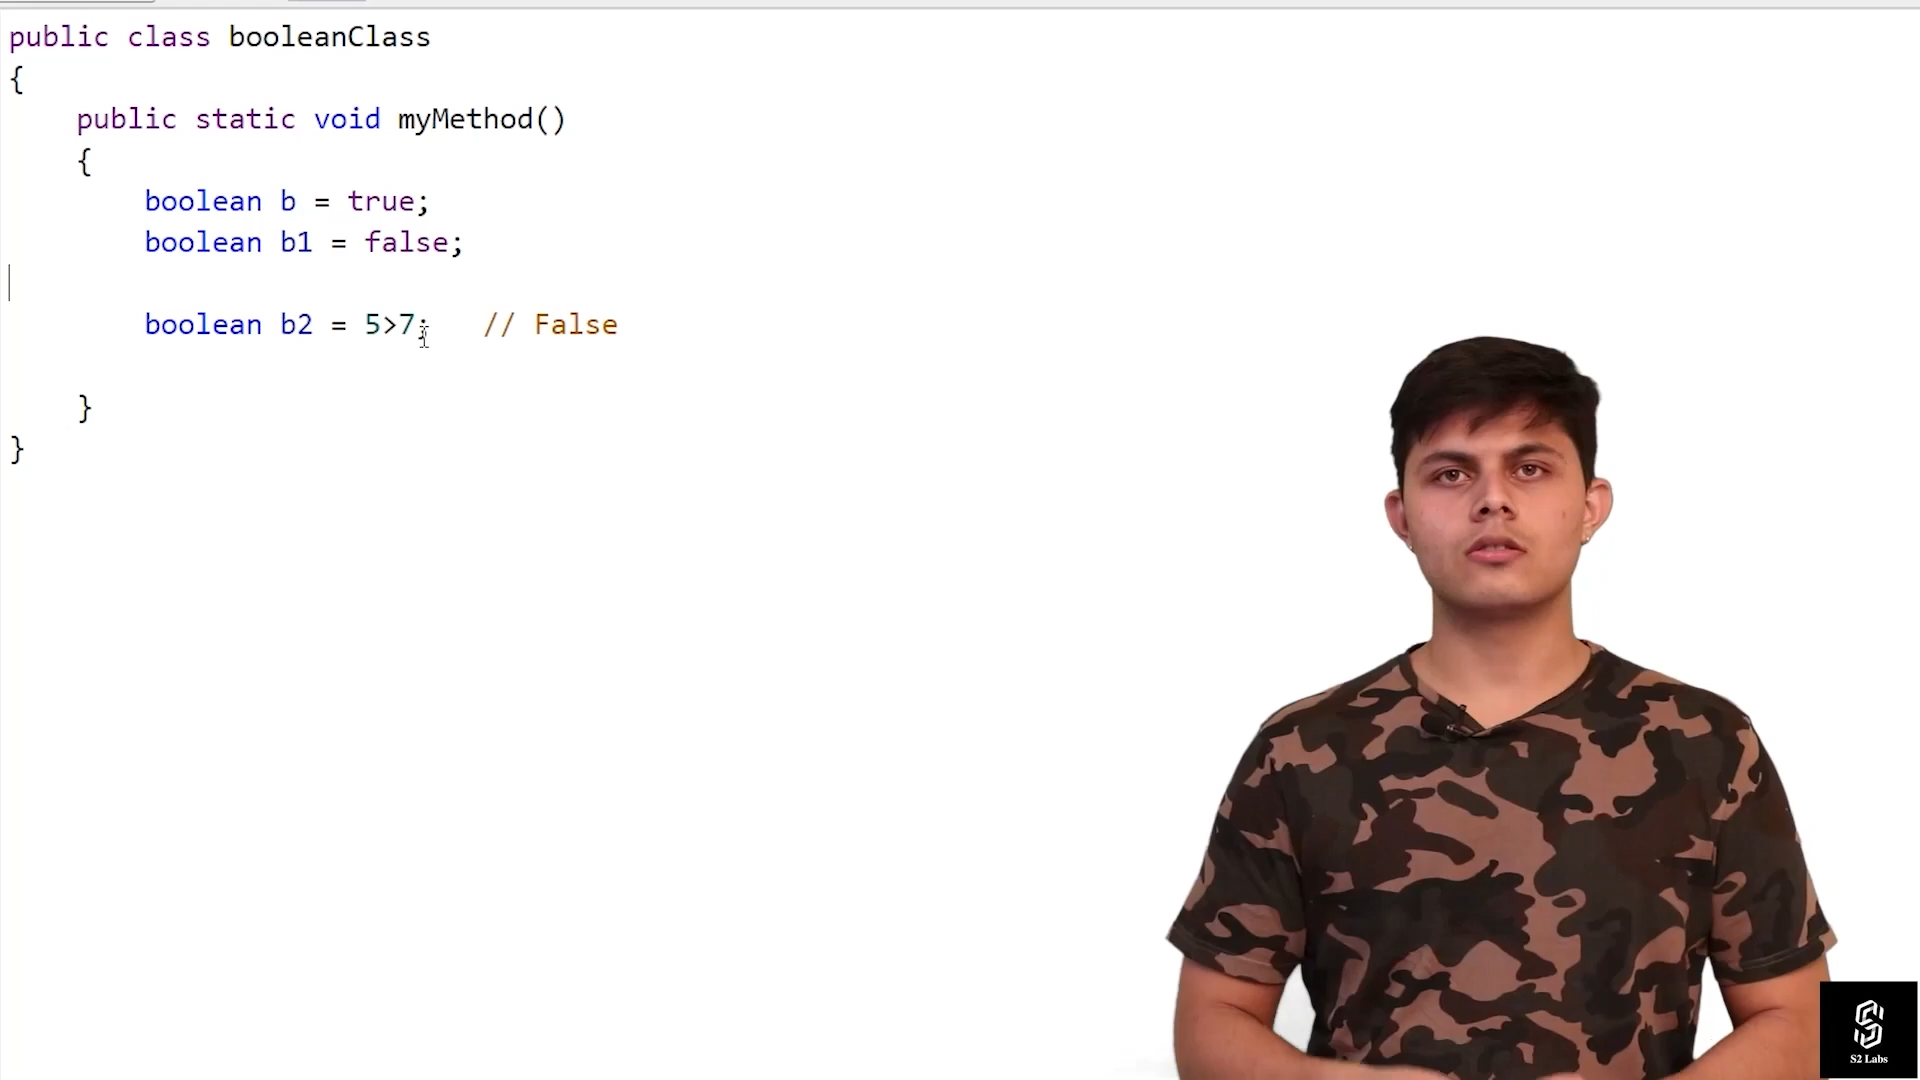 public class booleanClass
{
public static void myMethod()
{
boolean b = true;
boolean b1 = false;
boolean b2 = 5>7; // False
}
}
S2 Labs